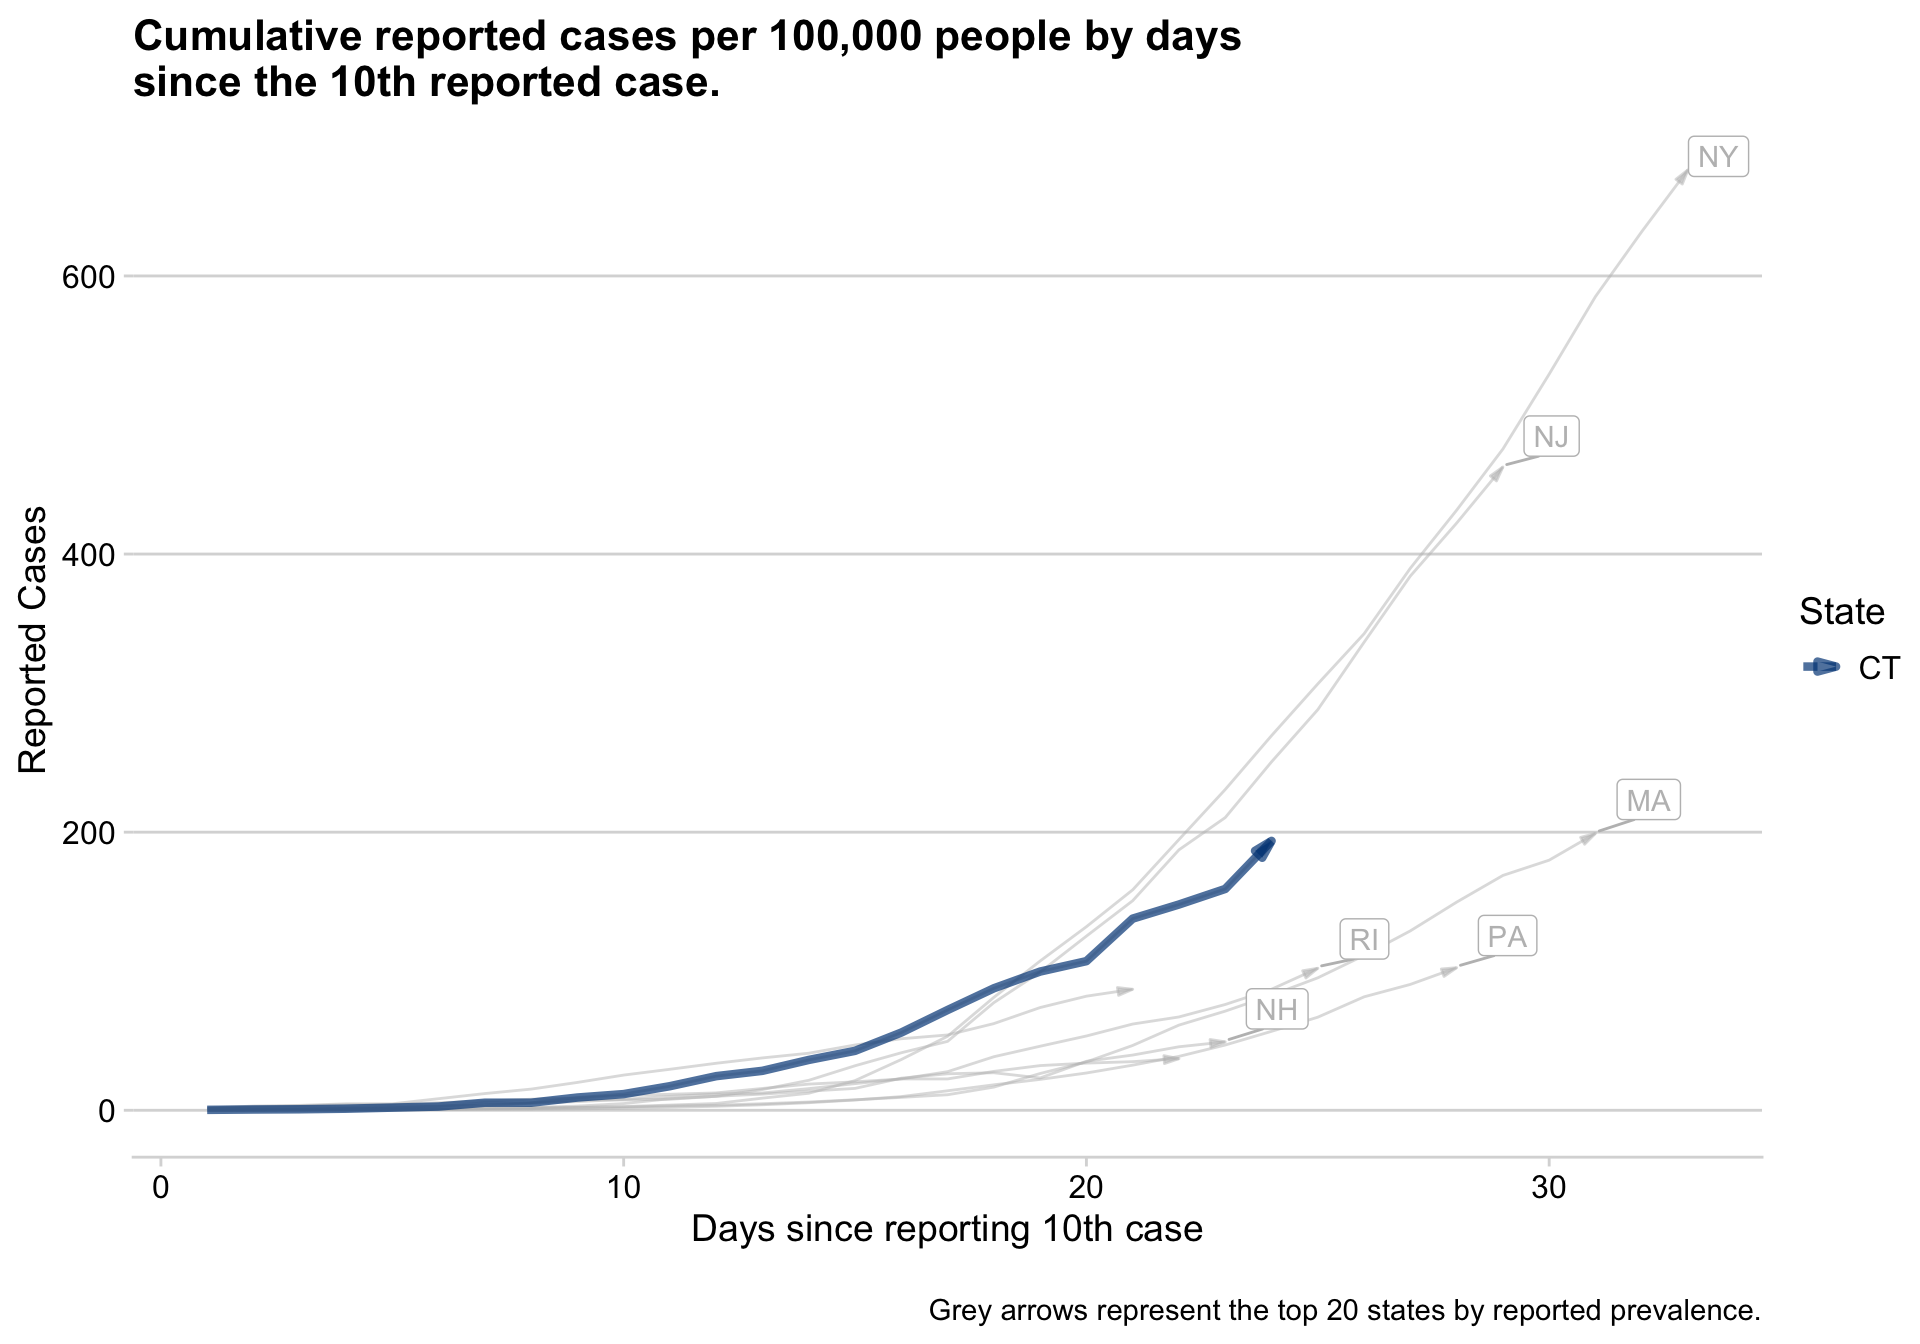 Cumulative reported cases per 100,000 people by days
since the 10th reported case.
NY
600
NJ
Reported Cases
400
State
CT
MA
200
RI
PA
NH
0
0
10
20
30
Days since reporting 10th case
Grey arrows represent the top 20 states by reported prevalence.